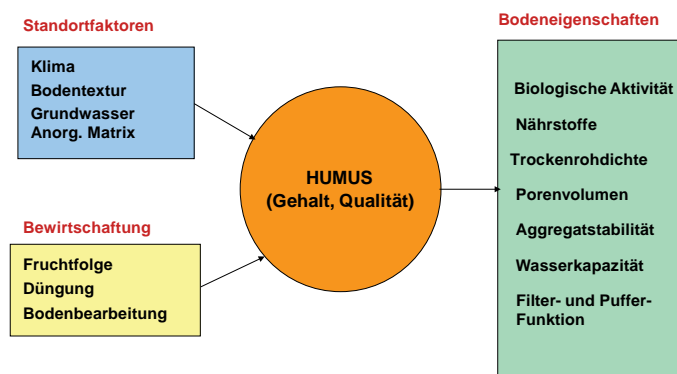 Standortfaktoren
Klima
Bodentextur
Grundwasser
Anorg. Matrix
Bewirtschaftung
Fruchtfolge
Düngung
Bodenbearbeitung
HUMUS
(Gehalt, Qualität)
Bodeneigenschaften
Biologische Aktivität
Nährstoffe
Trockenrohdichte
Porenvolumen
Aggregatstabilität
Wasserkapazität
Filter- und Puffer-
Funktion